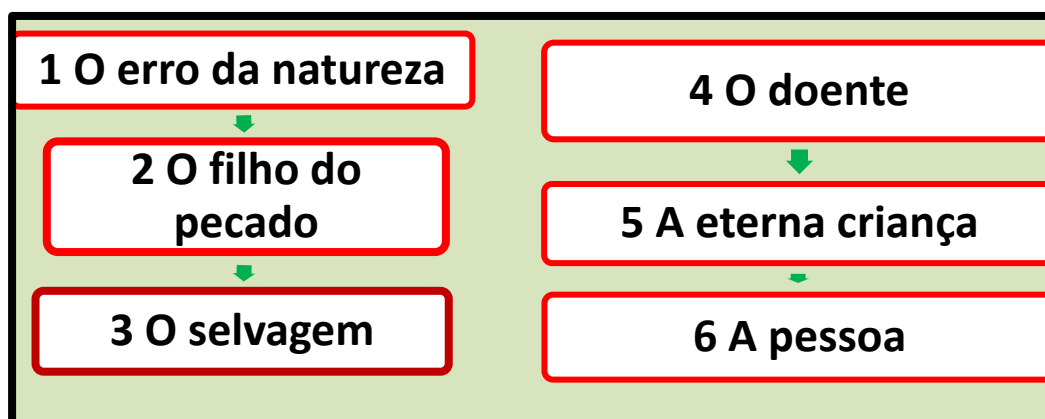 1 O erro da natureza
2 O filho do
pecado
3 O selvagem
4 O doente
5 A eterna criança
6 A pessoa